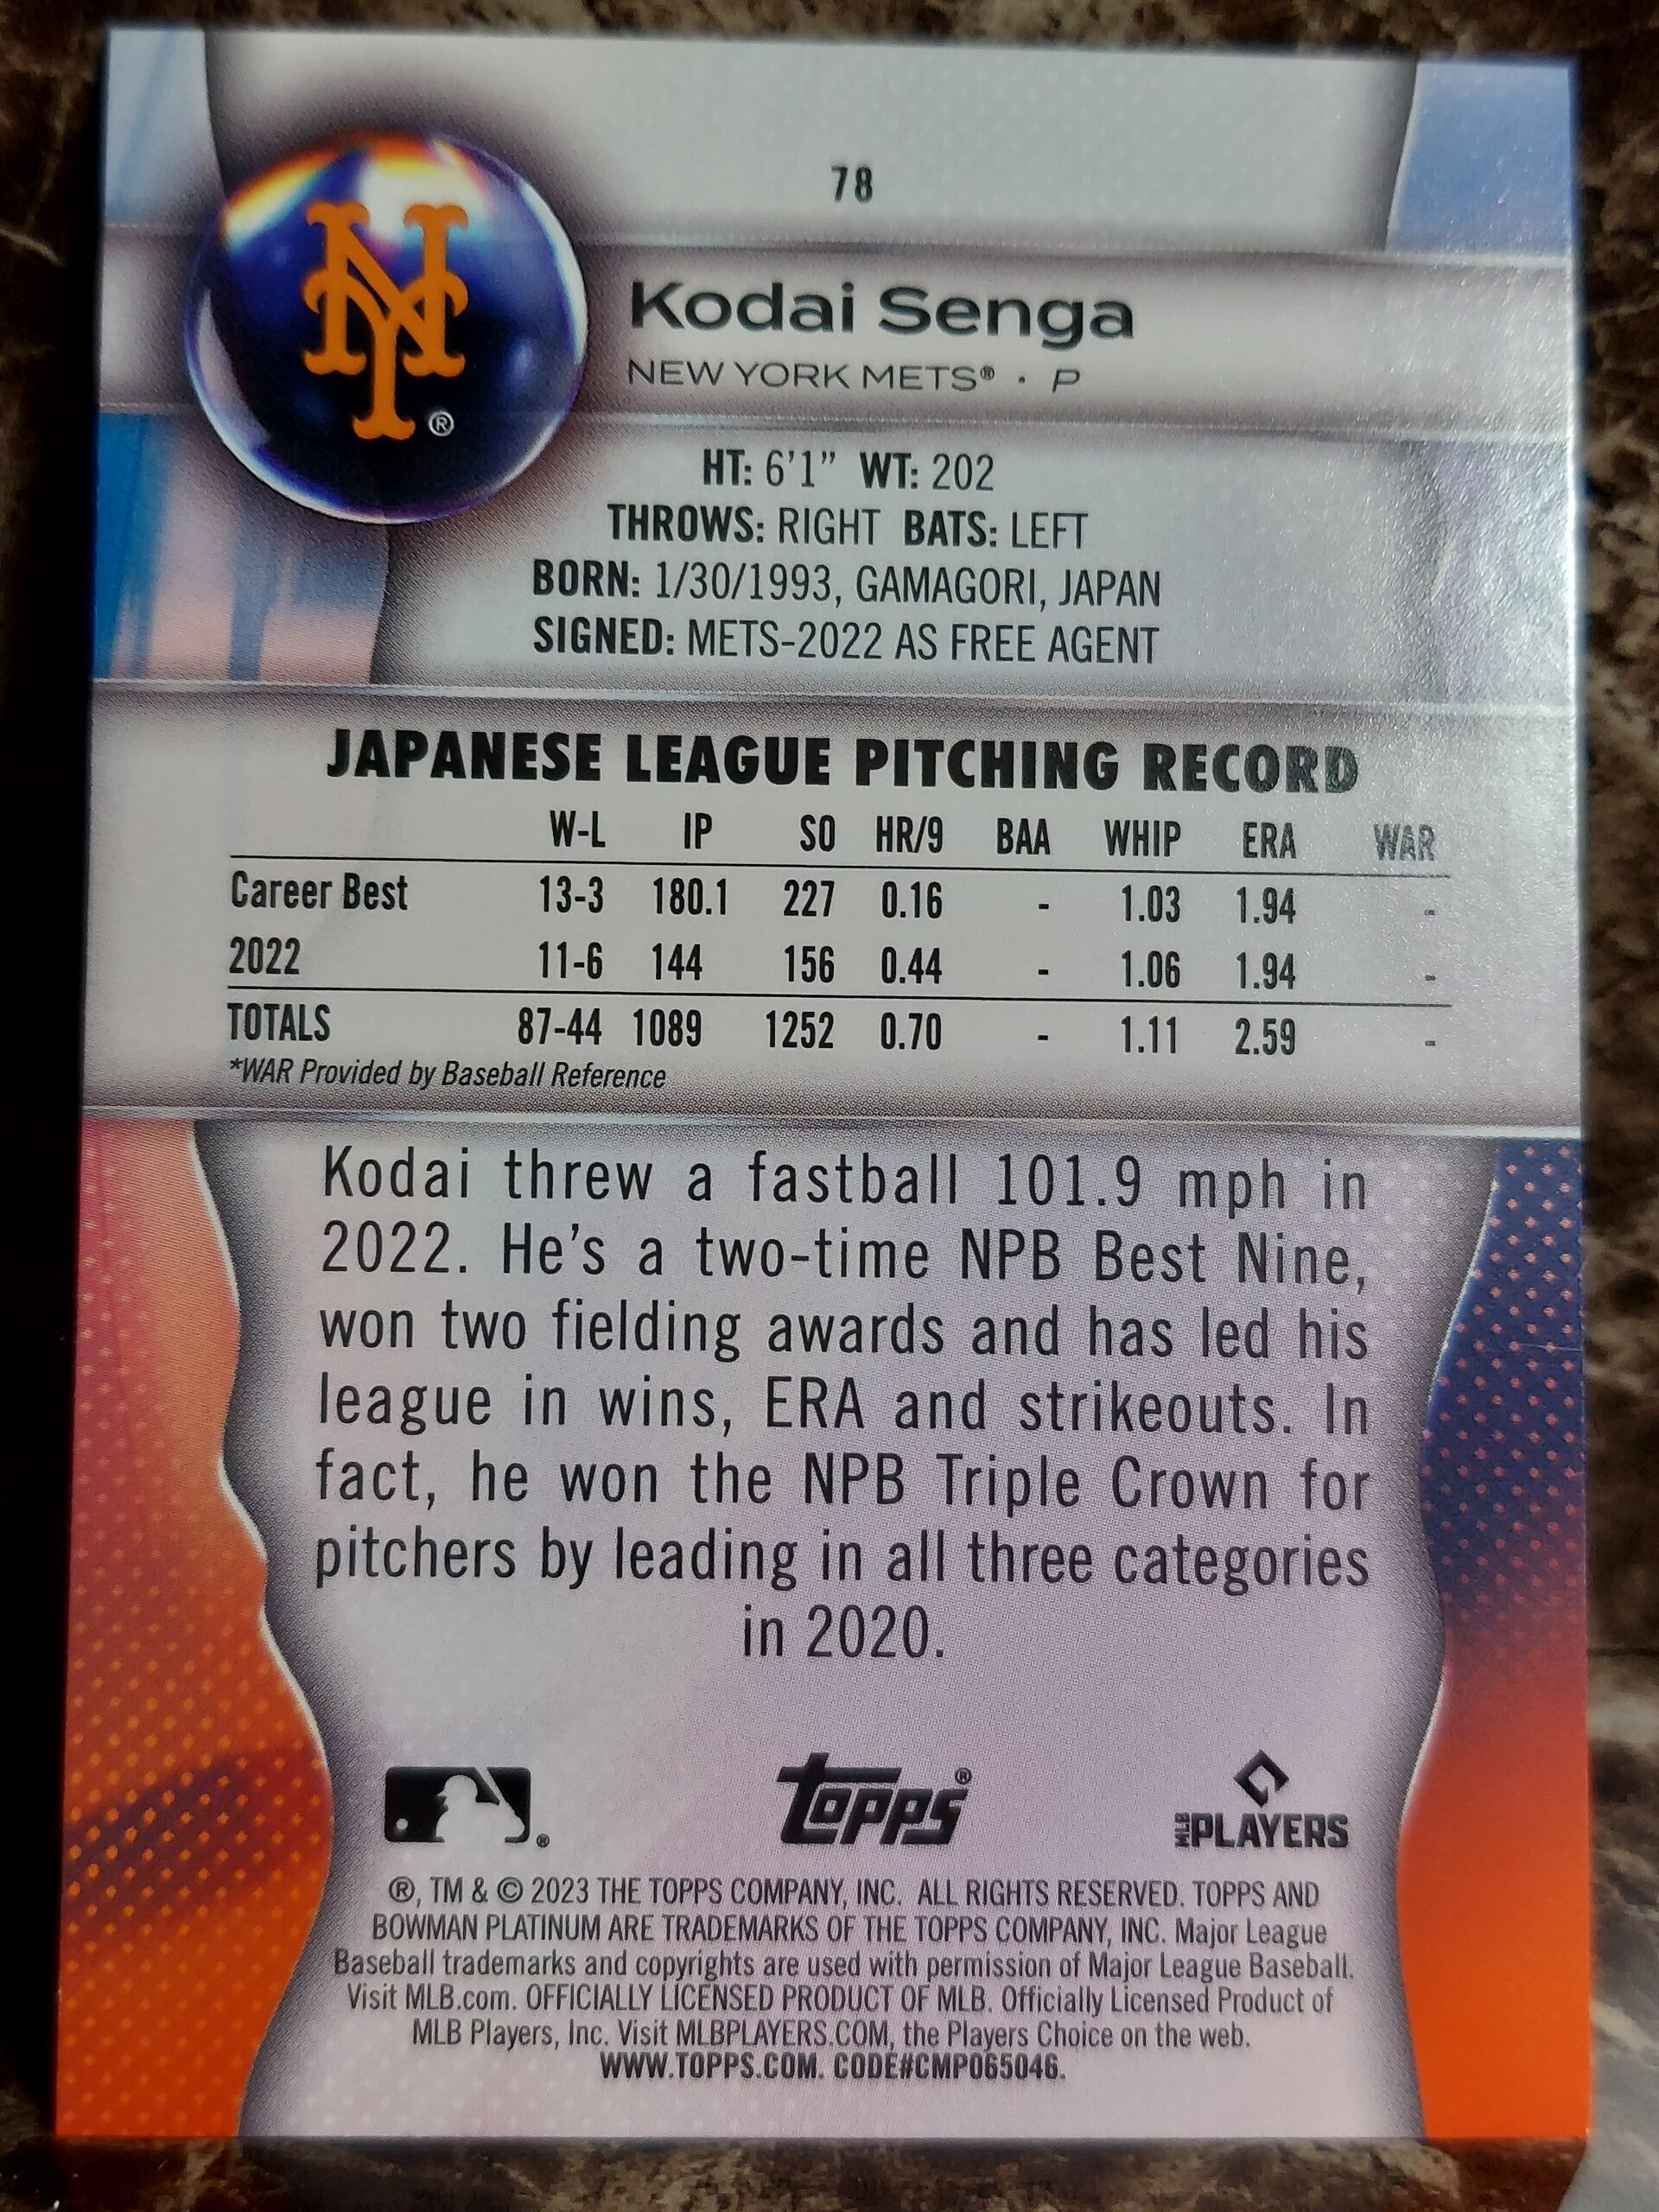 78
NY®
Kodai Senga
NEW YORK METS® · P
HT: 6'1” WT: 202
THROWS: RIGHT BATS: LEFT
BORN: 1/30/1993, GAMAGORI, JAPAN
SIGNED: METS-2022 AS FREE AGENT
JAPANESE LEAGUE PITCHING RECORD
W-L IP SO HR/9 BAA WHIP ERA WAR
Career Best 13-3 180.1 227 0.16 - 1.03 1.94 -
2022 11-6 144 156 0.44 - 1.06 1.94 -
TOTALS 87-44 1089 1252 0.70 - 1.11 2.59 -
*WAR Provided by Baseball Reference
Kodai threw a fastball 101.9 mph in
2022. He's a two-time NPB Best Nine,
won two fielding awards and has led his
league in wins, ERA and strikeouts. In
fact, he won the NPB Triple Crown for
pitchers by leading in all three categories
in 2020.
® topps® MLB PLAYERS
®, TM & © 2023 THE TOPPS COMPANY, INC. ALL RIGHTS RESERVED. TOPPS AND
BOWMAN PLATINUM ARE TRADEMARKS OF THE TOPPS COMPANY, INC. Major League
Baseball trademarks and copyrights are used with permission of Major League Baseball.
Visit MLB.com. OFFICIALLY LICENSED PRODUCT OF MLB. Officially Licensed Product of
MLB Players, Inc. Visit MLBPLAYERS.COM, the Players Choice on the web.
WWW.TOPPS.COM. CODE#CMP065046.